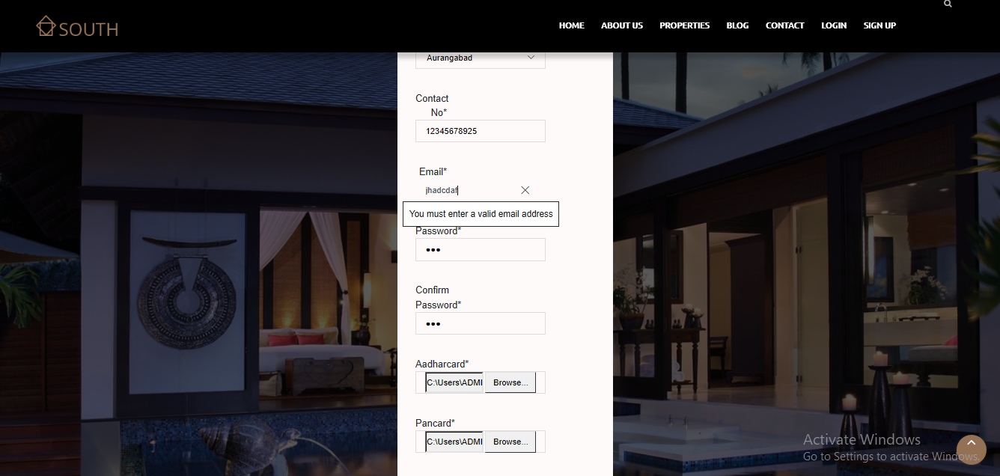 SOUTH
HOME ABOUT US PROPERTIES BLOG CONTACT LOGIN SIGN UP
Aurangabad
Contact
No*
12345678925
Email*
jhadcdaf
You must enter a valid email address
Password*
Confirm
Password*
Aadharcard*
C:\Users\ADMI Browse...
Pancard*
C:\Users\ADMI Browse...
Activate Windows
Go to Settings to activate Windows.